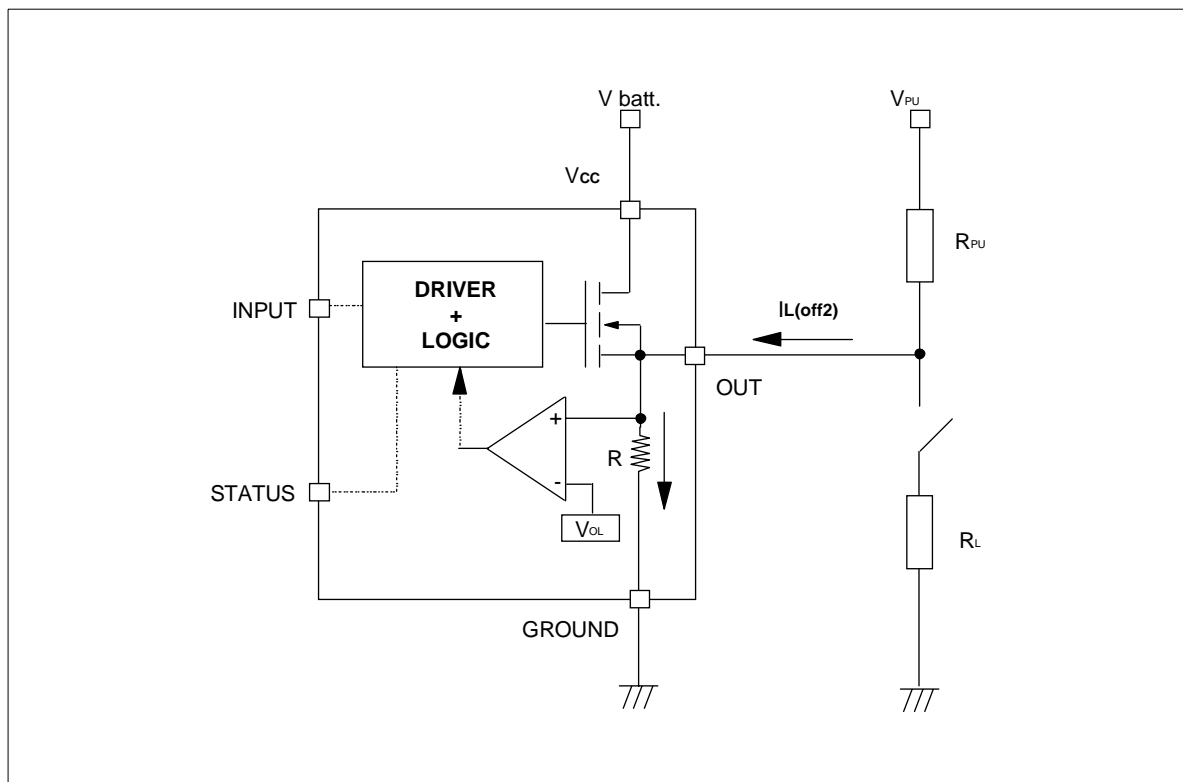 V batt.
VPU
Vcc
RPU
DRIVER
+
LOGIC
INPUT
IL(off2)
OUT
+
R
-
STATUS
VOL
RL
GROUND